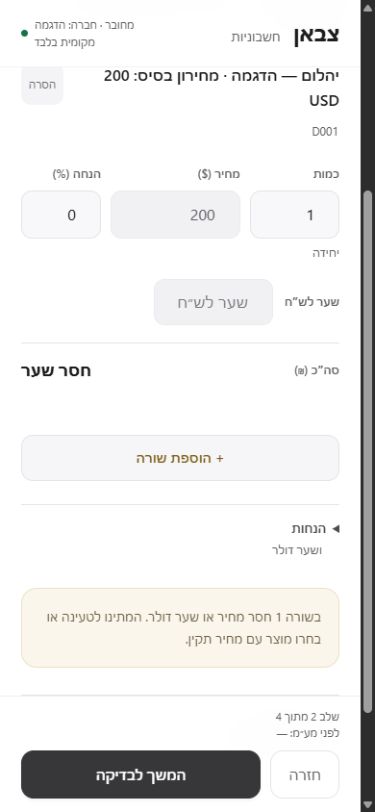 צבאן
חשבוניות
מחובר · חברה: הדגמה
מקומית בלבד
יהלום — הדגמה · מחירון בסיס: 200
USD
הסרה
D001
כמות
מחיר ($)
הנחה (%)
1
200
0
יחידה
שער לש״ח
שער לש״ח
סה״כ (₪)
חסר שער
+ הוספת שורה
◀ הנחות
ושער דולר
בשורה 1 חסר מחיר או שער דולר. המתינו לטעינה או
בחרו מוצר עם מחיר תקין.
שלב 2 מתוך 4
לפני מע״מ: —
חזרה
המשך לבדיקה